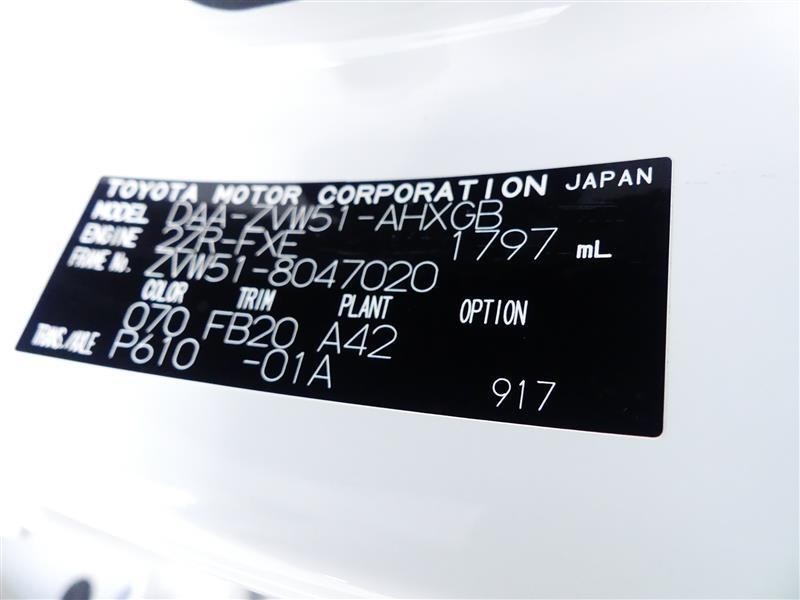 TOYOTA MOTOR CORPORATION JAPAN
MODEL DAA-ZVW51-AHXGB
ENGINE 2ZR-FXE 1797 mL
FRAME No. ZVW51-8047020
COLOR TRIM PLANT OPTION
070 FB20 A42
TRANS./AXLE P610 -01A
917